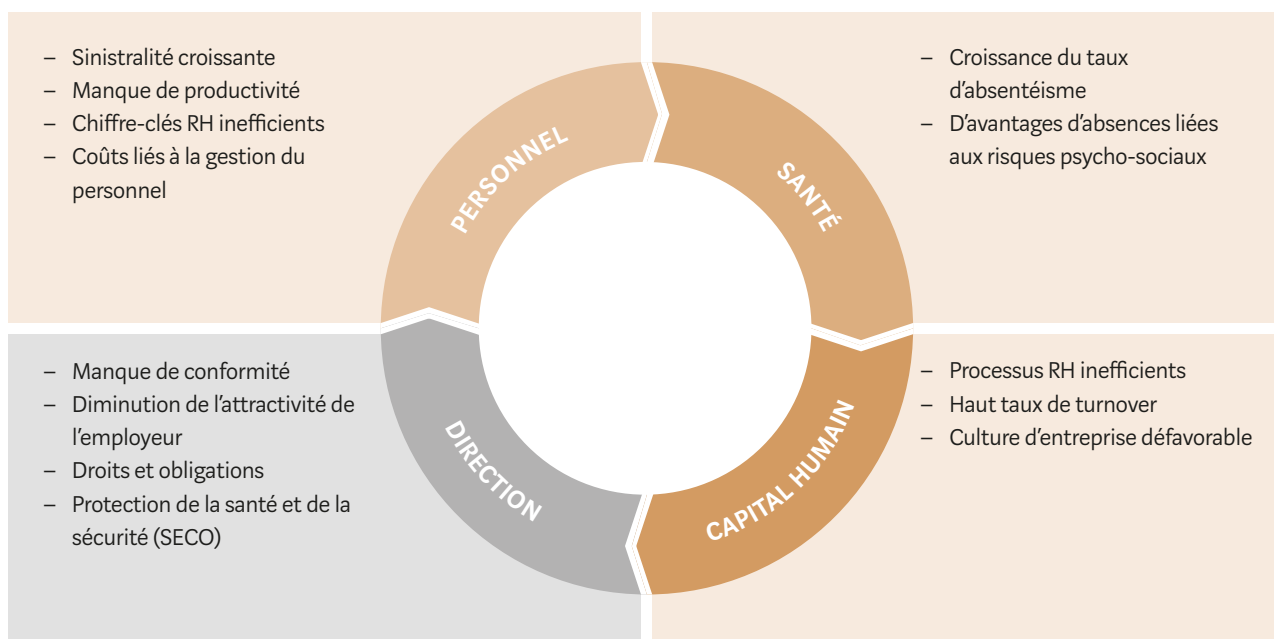 – Sinistralité croissante
– Manque de productivité
– Chiffre-clés RH inefficients
– Coûts liés à la gestion du
personnel
PERSONNEL
– Croissance du taux
d'absentéisme
– D'avantages d'absences liées
aux risques psycho-sociaux
SANTÉ
– Manque de conformité
– Diminution de l'attractivité de
l'employeur
– Droits et obligations
– Protection de la santé et de la
sécurité (SECO)
DIRECTION
– Processus RH inefficients
– Haut taux de turnover
– Culture d'entreprise défavorable
CAPITAL HUMAIN